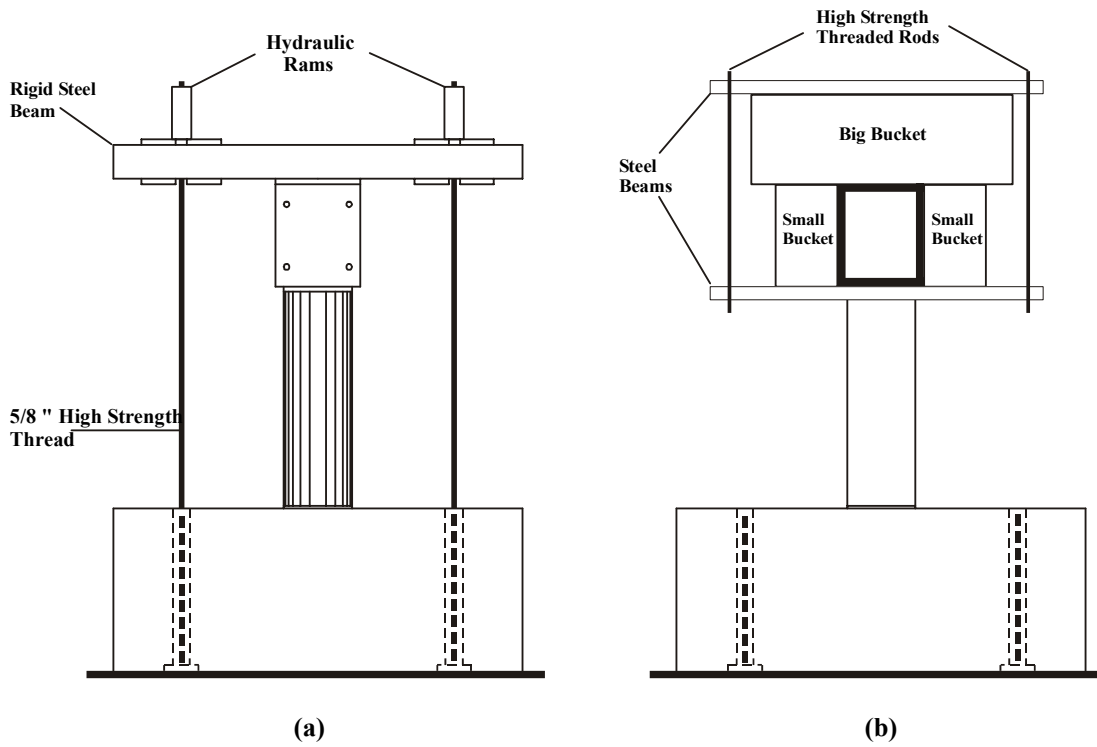 Hydraulic
Rams
Rigid Steel
Beam
5/8 " High Strength
Thread
(a)
High Strength
Threaded Rods
Big Bucket
Steel
Beams
Small
Bucket
Small
Bucket
(b)